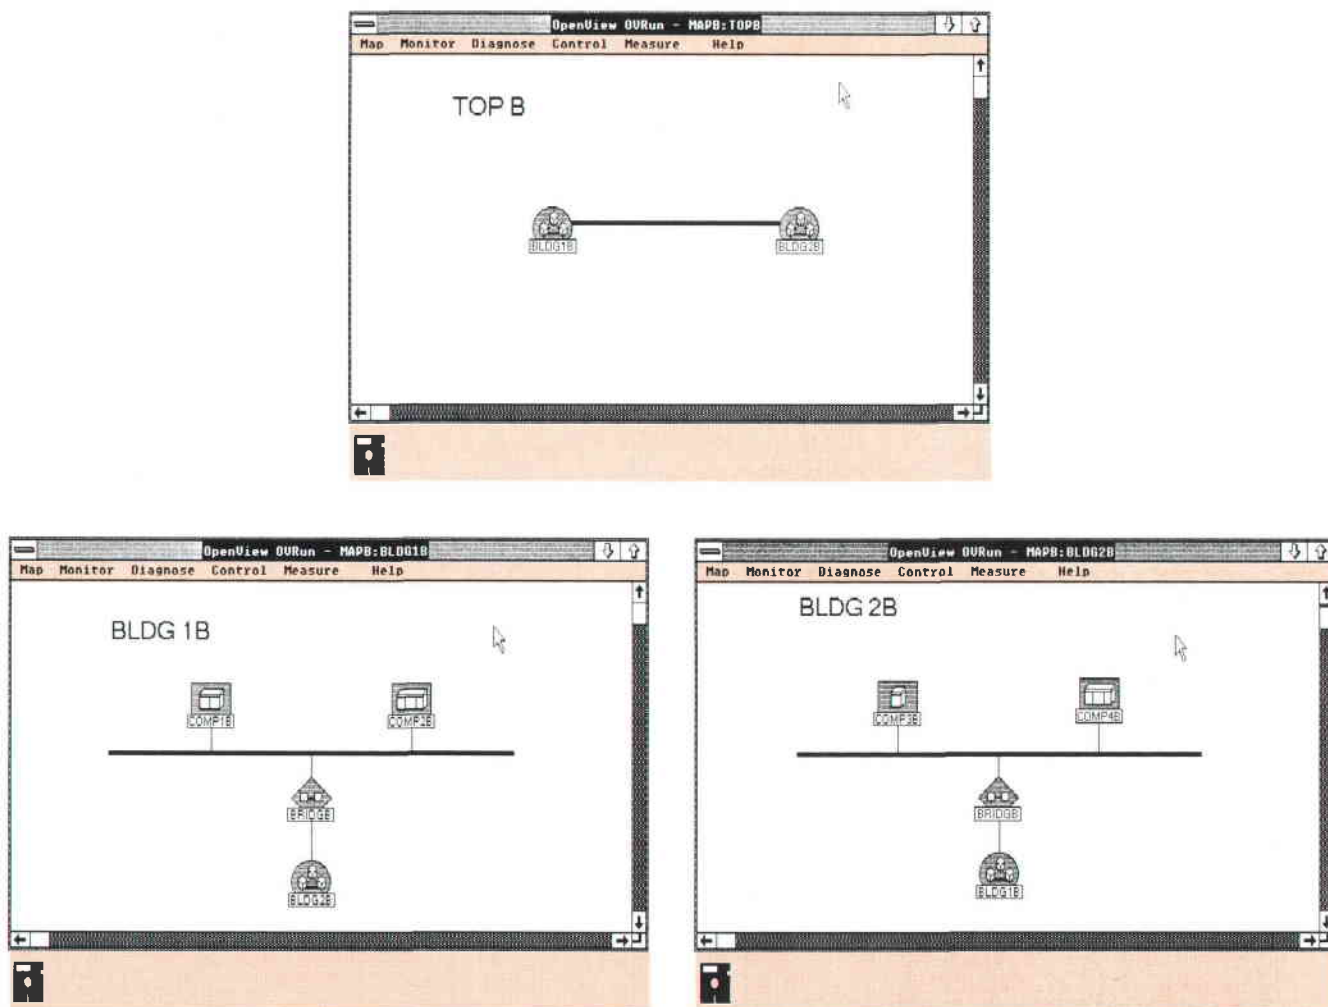 OpenView OVRun - MAPB:TOPB
Map Monitor Diagnose Control Measure Help
TOP B
BLDG1B BLDG2B
OpenView OVRun - MAPB:BLDG1B
Map Monitor Diagnose Control Measure Help
BLDG 1B
COMP1B COMP2B
BRIDGB
BLDG2B
OpenView OVRun - MAPB:BLDG2B
Map Monitor Diagnose Control Measure Help
BLDG 2B
COMP3B COMP4B
BRIDGB
BLDG1B